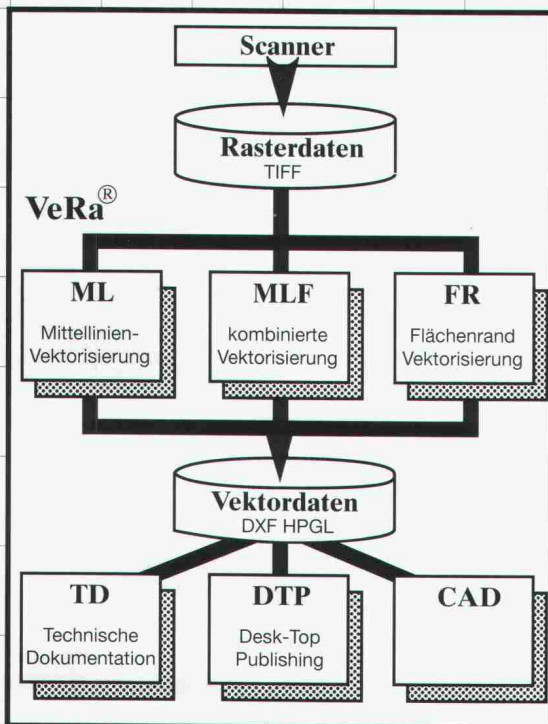 Scanner
Rasterdaten
TIFF
VeRa®
ML
Mittellinien-
Vektorisierung
MLF
kombinierte
Vektorisierung
FR
Flächenrand
Vektorisierung
Vektordaten
DXF HPGL
TD
Technische
Dokumentation
DTP
Desk-Top
Publishing
CAD